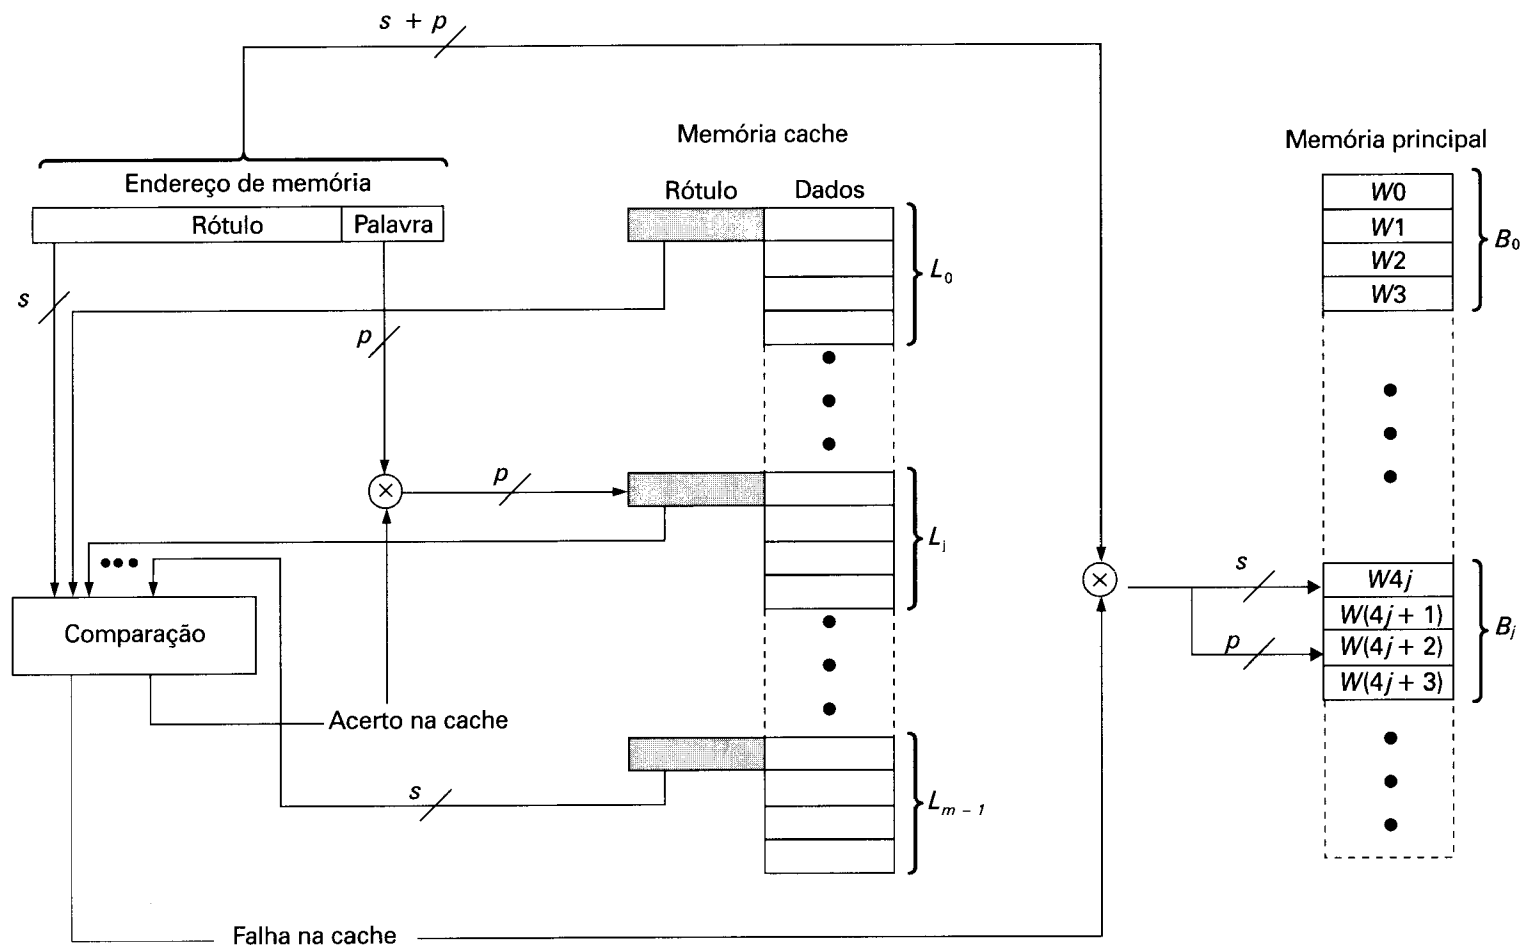 s + p
Memória cache
Memória principal
Endereço de memória
Rótulo Palavra
Rótulo Dados
W0
W1
W2
W3
B0
L0
s
p
p
Lj
s
W4j
W(4j + 1)
W(4j + 2)
W(4j + 3)
Bj
p
Comparação
Acerto na cache
s
Lm – 1
Falha na cache